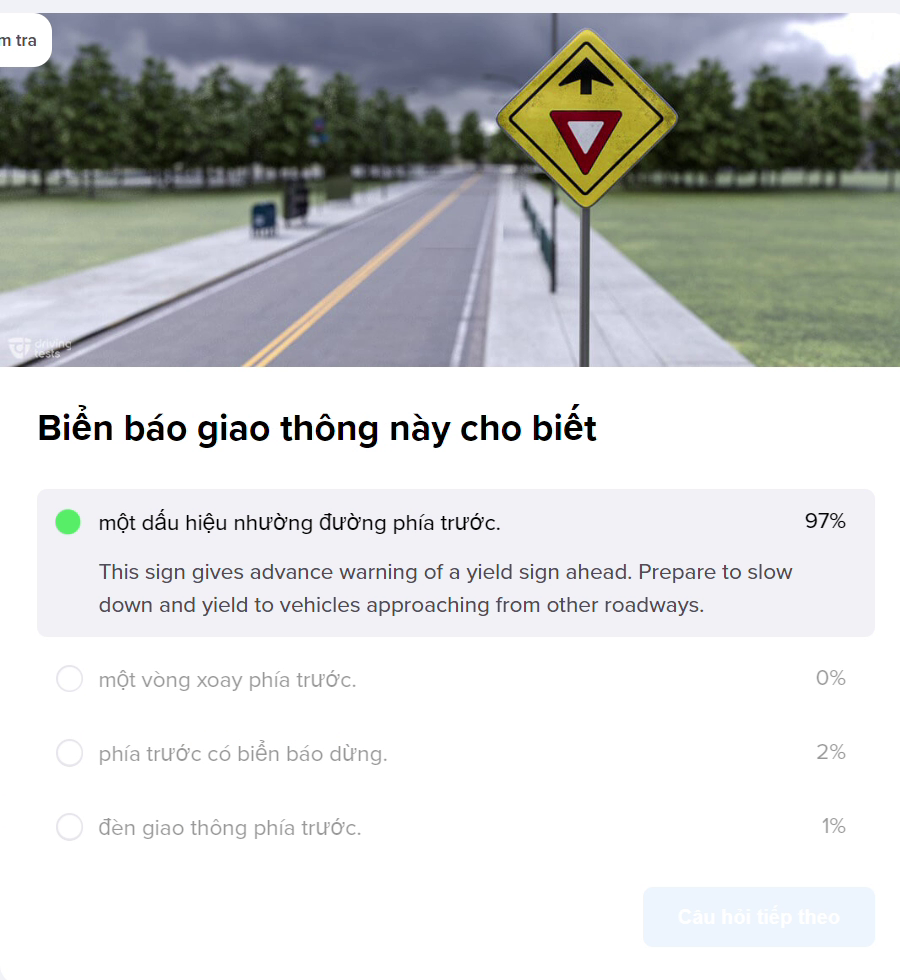 m tra
driving
tests
Biển báo giao thông này cho biết
một dấu hiệu nhường đường phía trước. 97%
This sign gives advance warning of a yield sign ahead. Prepare to slow
down and yield to vehicles approaching from other roadways.
một vòng xoay phía trước. 0%
phía trước có biển báo dừng. 2%
đèn giao thông phía trước. 1%
Câu hỏi tiếp theo